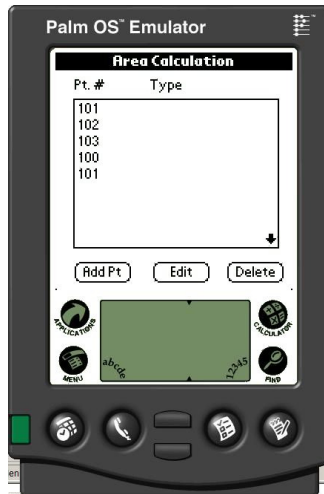 Palm OS™ Emulator
Area Calculation
Pt. # Type
101
102
103
100
101
Add Pt Edit Delete
APPLICATIONS CALCULATOR
MENU abcde 12345 FIND
en